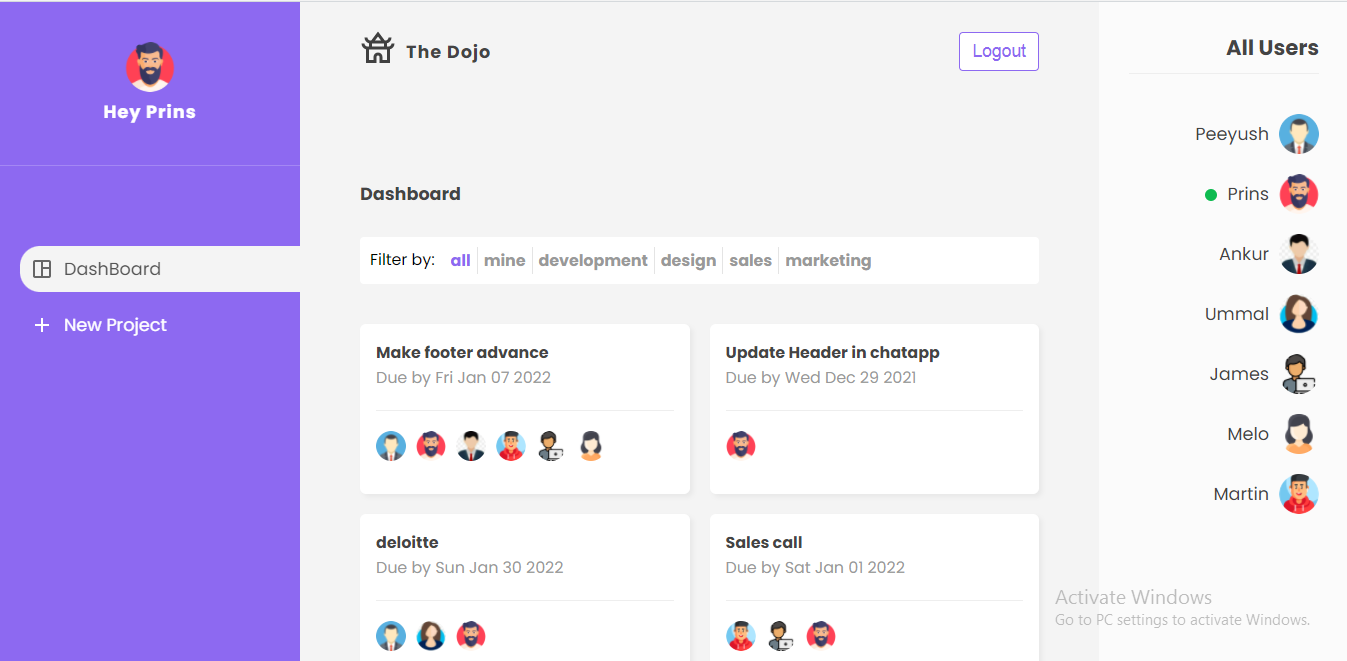 Hey Prins
DashBoard
New Project
The Dojo
Logout
Dashboard
Filter by: all mine development design sales marketing
Make footer advance
Due by Fri Jan 07 2022
Update Header in chatapp
Due by Wed Dec 29 2021
deloitte
Due by Sun Jan 30 2022
Sales call
Due by Sat Jan 01 2022
All Users
Peeyush
Prins
Ankur
Ummal
James
Melo
Martin
Activate Windows
Go to PC settings to activate Windows.